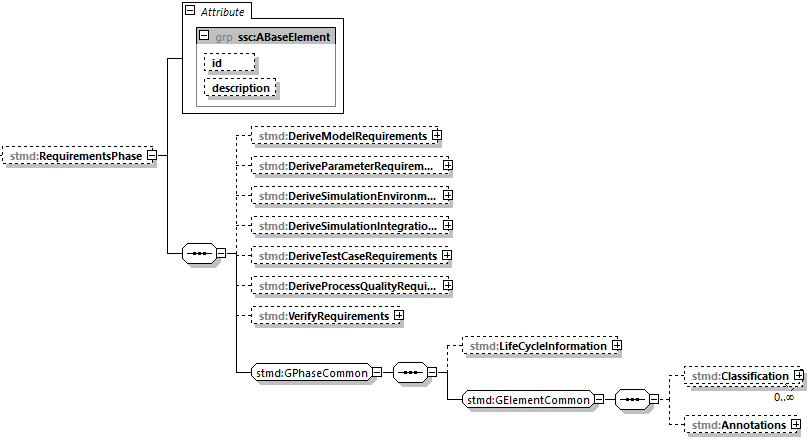 Attribute
grp ssc:ABaseElement
id
description
stmd:RequirementsPhase
stmd:DeriveModelRequirements
stmd:DeriveParameterRequirem...
stmd:DeriveSimulationEnvironm...
stmd:DeriveSimulationIntegratio...
stmd:DeriveTestCaseRequirements
stmd:DeriveProcessQualityRequi...
stmd:VerifyRequirements
stmd:GPhaseCommon
stmd:LifeCycleInformation
stmd:GElementCommon
stmd:Classification
0..∞
stmd:Annotations